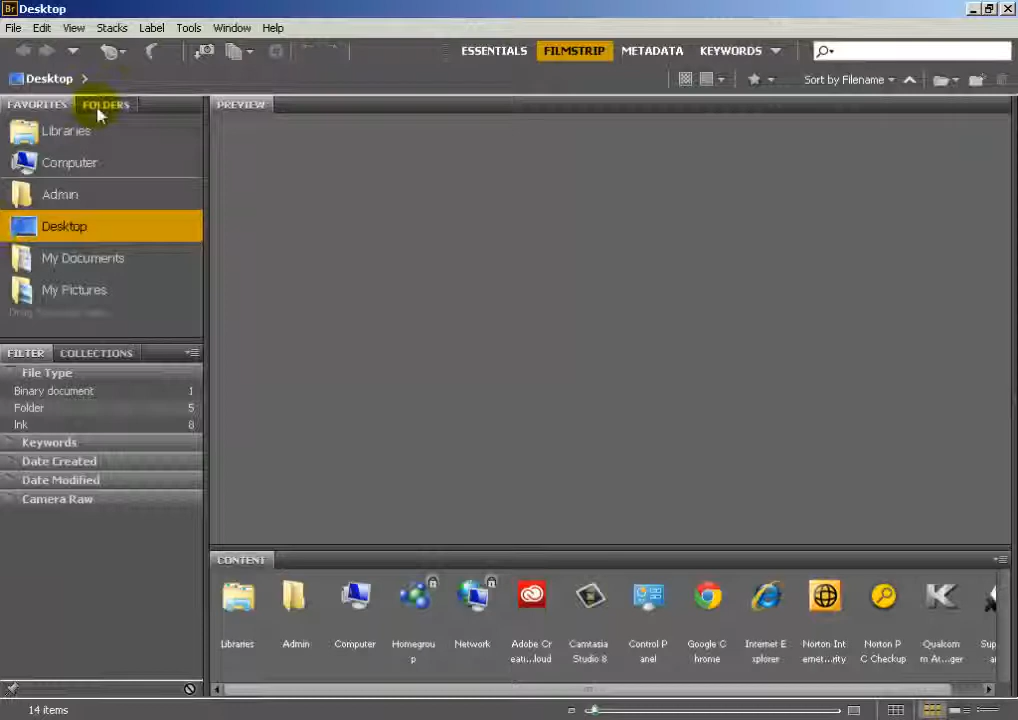 Br Desktop
File Edit View Stacks Label Tools Window Help
ESSENTIALS FILMSTRIP METADATA KEYWORDS
Desktop
Sort by Filename
FAVORITES FOLDERS
PREVIEW
Libraries
Computer
Admin
Desktop
My Documents
My Pictures
FILTER COLLECTIONS
File Type
Binary document 1
Folder 5
lnk 8
Keywords
Date Created
Date Modified
Camera Raw
CONTENT
Libraries
Admin
Computer
Homegrou
p
Network
Adobe Cr
eati...loud
Camtasia
Studio 8
Control P
anel
Google C
hrome
Internet E
xplorer
Norton Int
ernet...rity
Norton P
C Checkup
Qualcom
m At...ger
14 items